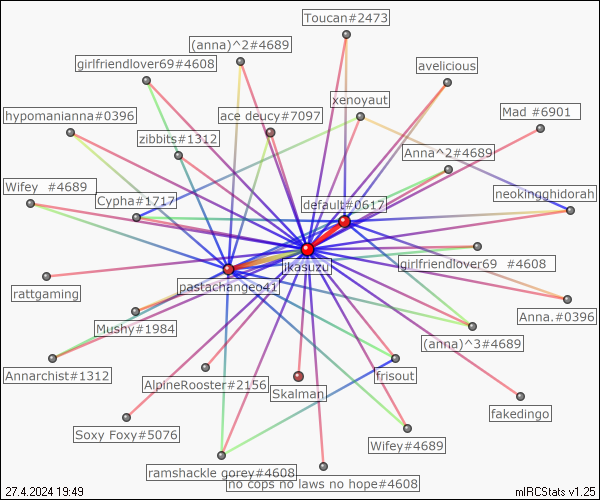 Toucan#2473
(anna)^2#4689
girlfriendlover69#4608
avelicious
xenoyaut
hypomanianna#0396
ace deucy#7097
Mad #6901
zibbits#1312
Anna^2#4689
Wifey #4689
Cypha#1717
default#0617
neokingghidorah
jikasuzu
girlfriendlover69 #4608
rattgaming
pastachangeo41
Anna.#0396
Mushy#1984
(anna)^3#4689
Annarchist#1312
AlpineRooster#2156
frisout
Skalman
fakedingo
Soxy Foxy#5076
Wifey#4689
ramshackle gorey#4608
no cops no laws no hope#4608
27.4.2024 19:49
mIRCStats v1.25